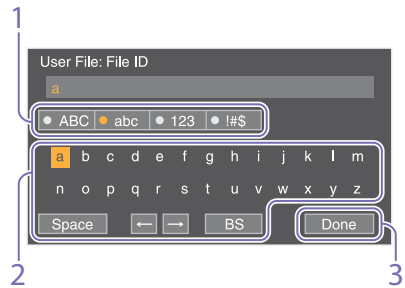 1
User File: File ID
a
ABC abc 123 !#$
a b c d e f g h i j k l m
n o p q r s t u v w x y z
Space ← → BS Done
2 3